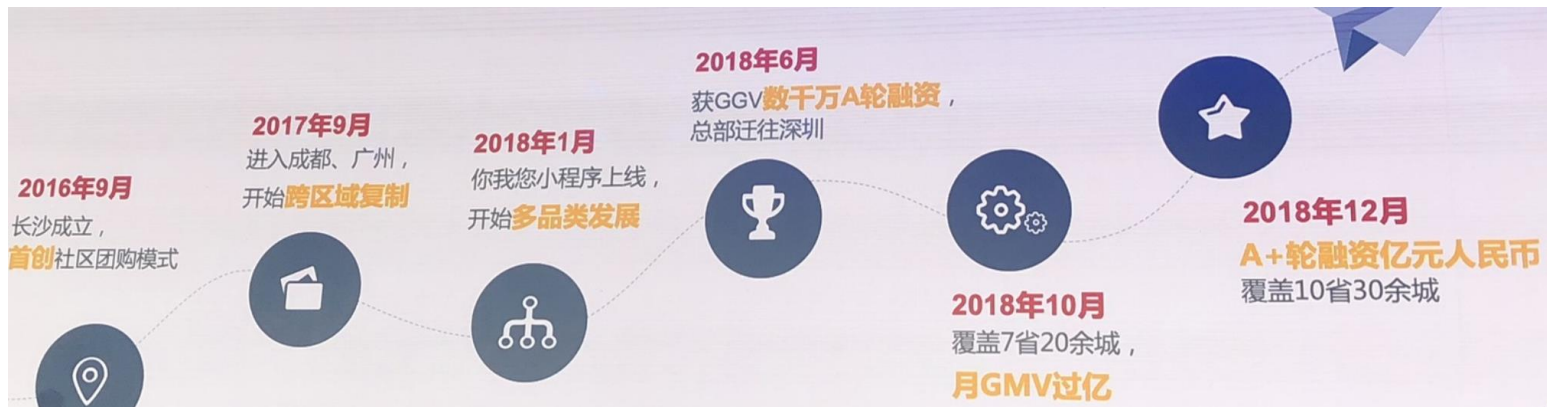 2016年9月
长沙成立，
首创社区团购模式
2017年9月
进入成都、广州，
开始跨区域复制
2018年1月
你我您小程序上线，
开始多品类发展
2018年6月
获GGV数千万A轮融资，
总部迁往深圳
2018年10月
覆盖7省20余城，
月GMV过亿
2018年12月
A+轮融资亿元人民币
覆盖10省30余城